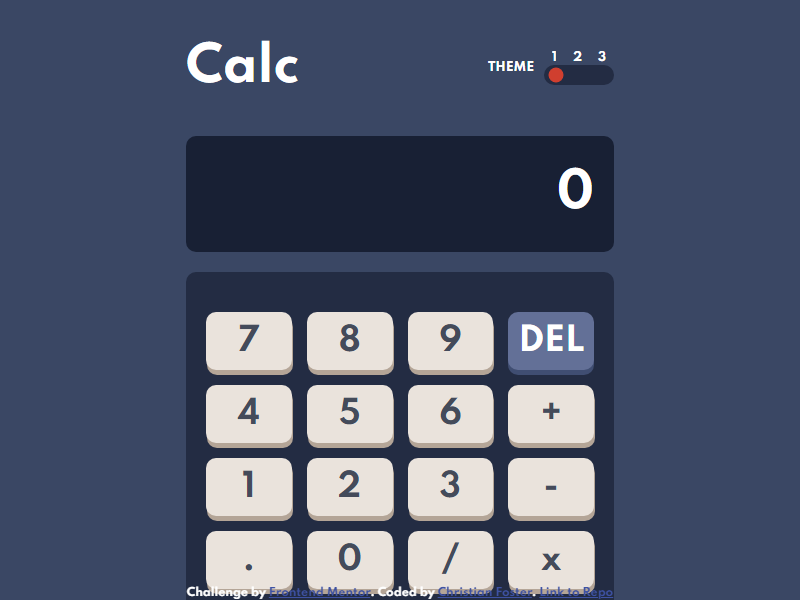 Calc
THEME
1 2 3
0
7 8 9 DEL
4 5 6 +
1 2 3 -
. 0 / x
Challenge by Frontend Mentor. Coded by Christian Foster. Link to Repo